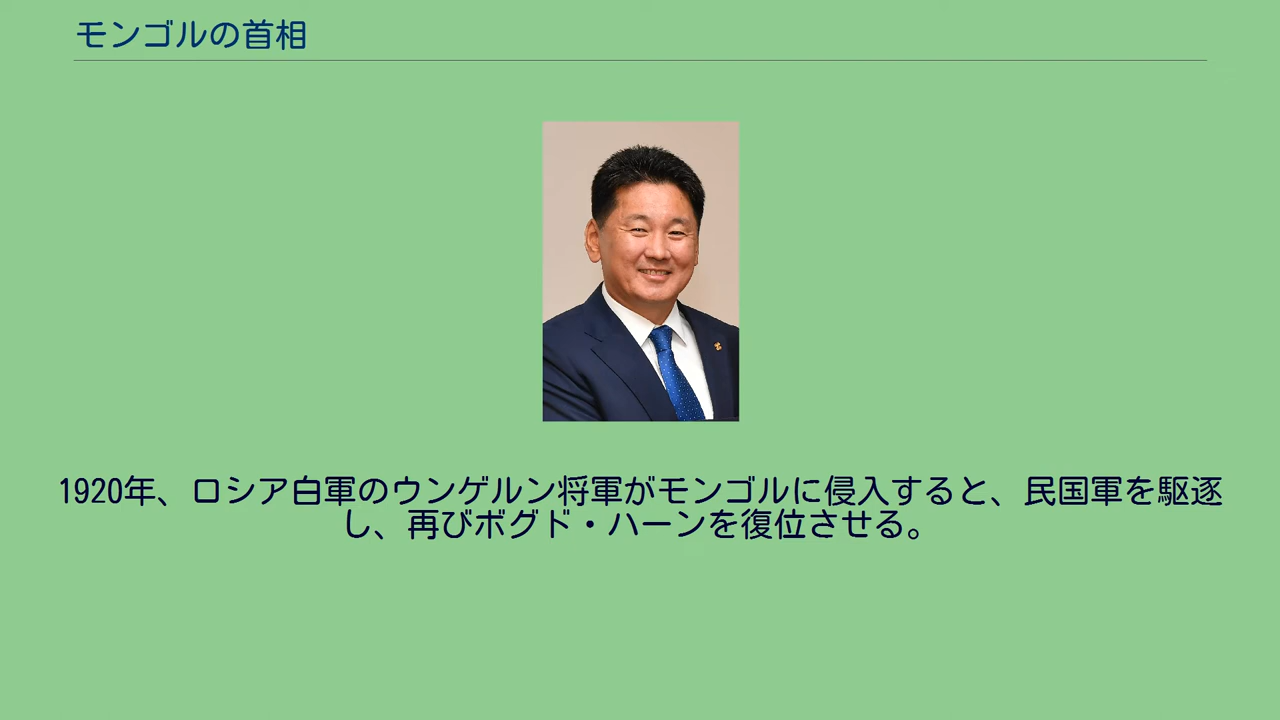 モンゴルの首相
1920年、ロシア白軍のウンゲルン将軍がモンゴルに侵入すると、民国軍を駆逐
し、再びボグド・ハーンを復位させる。